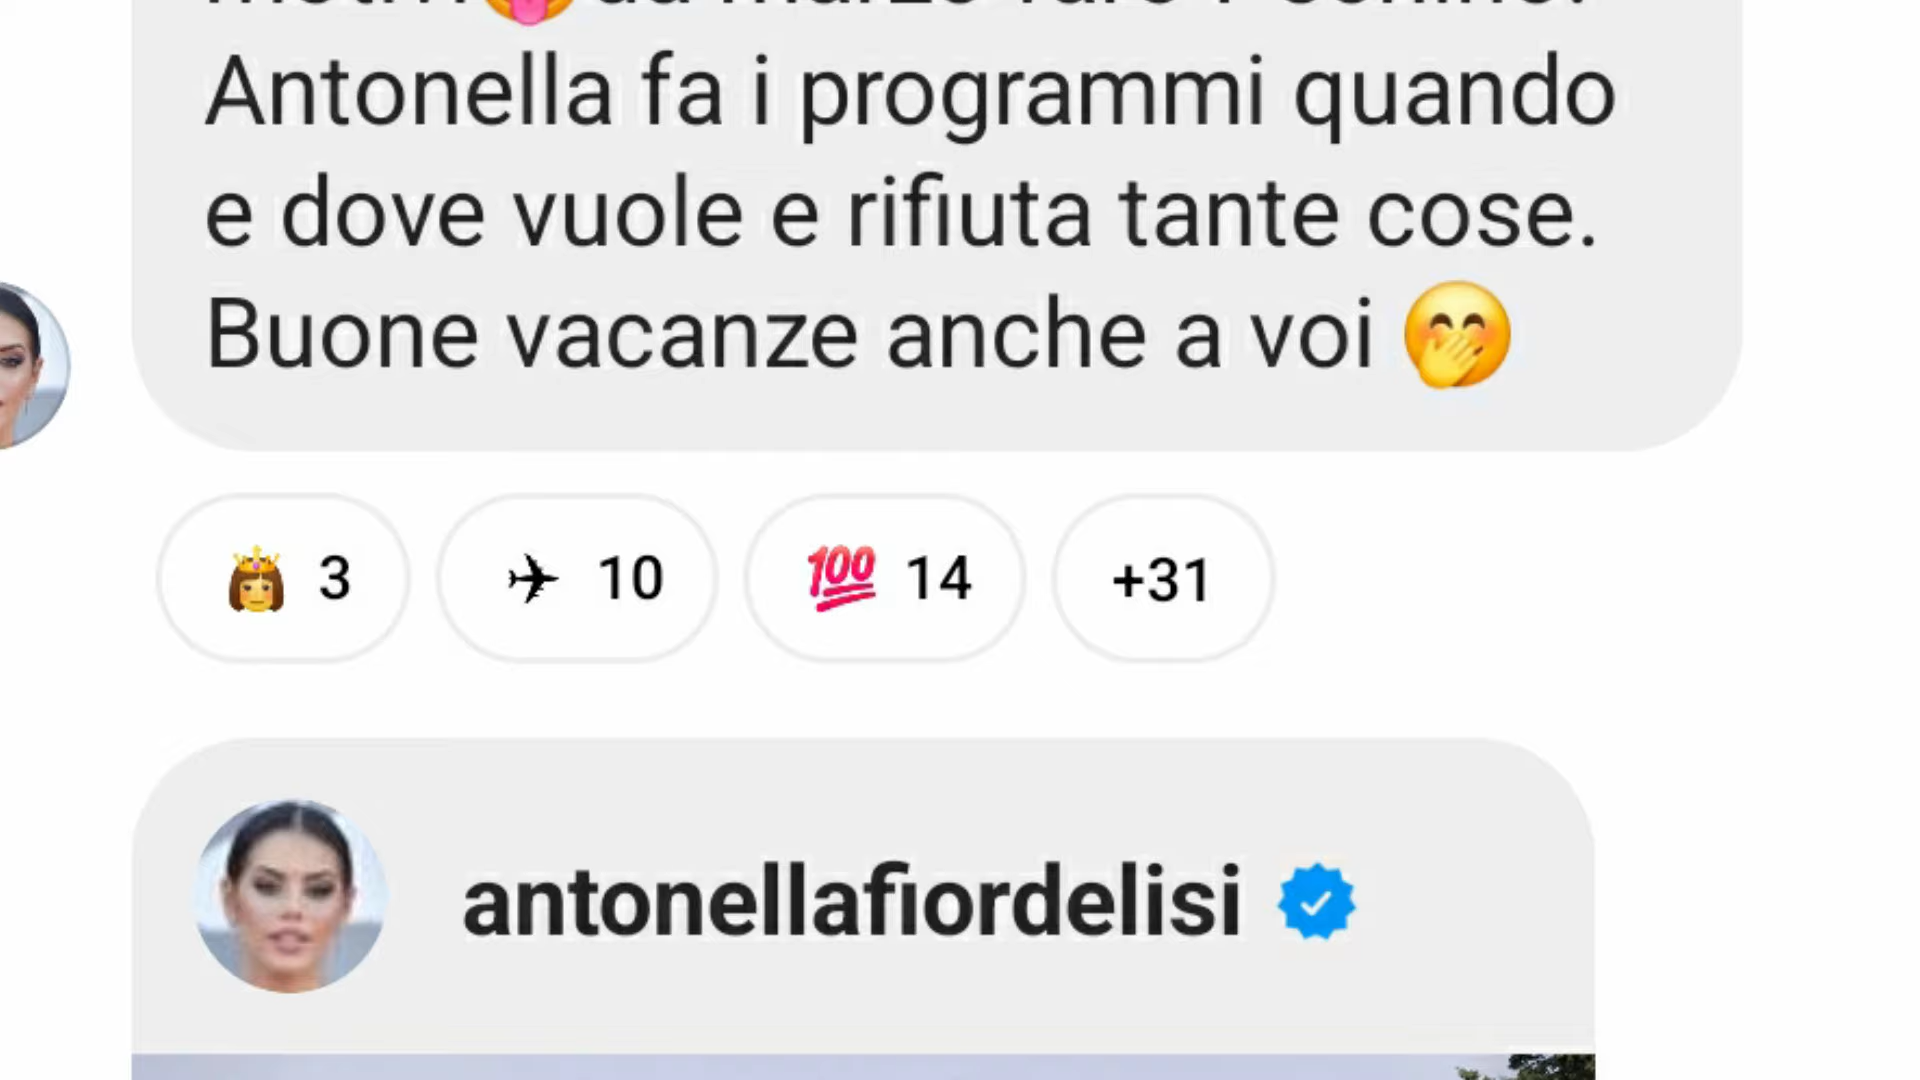 Antonella fa i programmi quando
e dove vuole e rifiuta tante cose.
Buone vacanze anche a voi 🤭
👸 3 ✈ 10 💯 14 +31
antonellafiordelisi